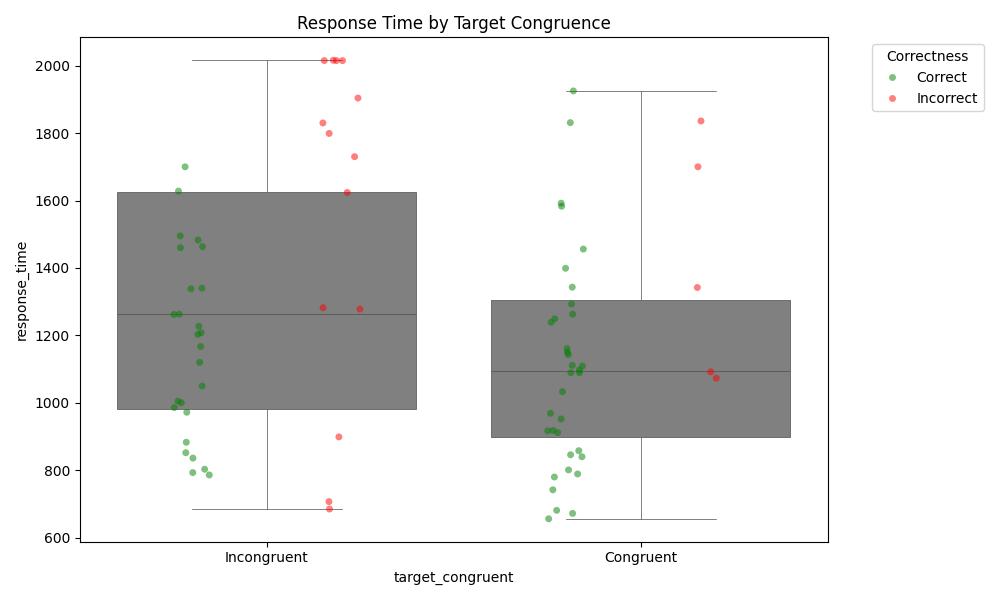 Response Time by Target Congruence
Correctness
Correct
Incorrect
response_time
2000
1800
1600
1400
1200
1000
800
600
Incongruent
Congruent
target_congruent